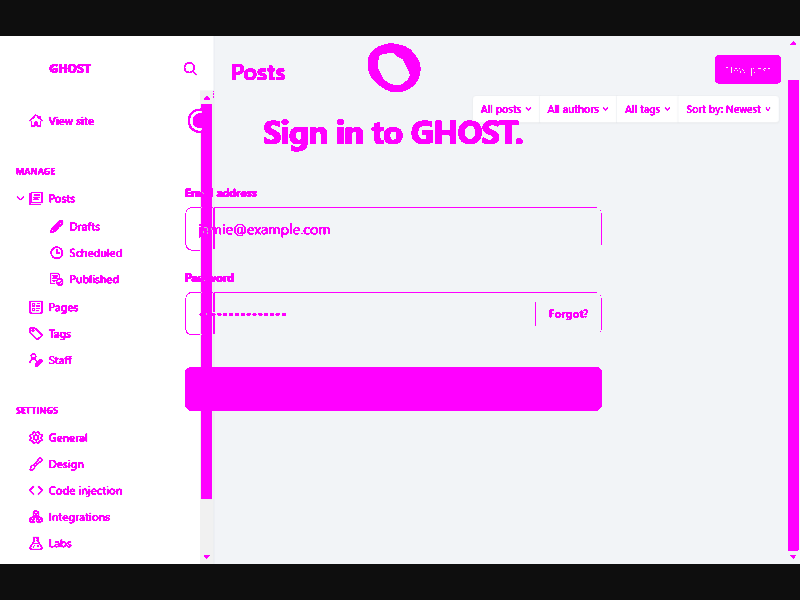 GHOST
Posts
New post
View site
All posts
All authors
All tags
Sort by: Newest
Sign in to GHOST.
MANAGE
Posts
Email address
Drafts
jamie@example.com
Scheduled
Published
Password
Pages
Forgot?
Tags
Staff
SETTINGS
General
Design
Code injection
Integrations
Labs